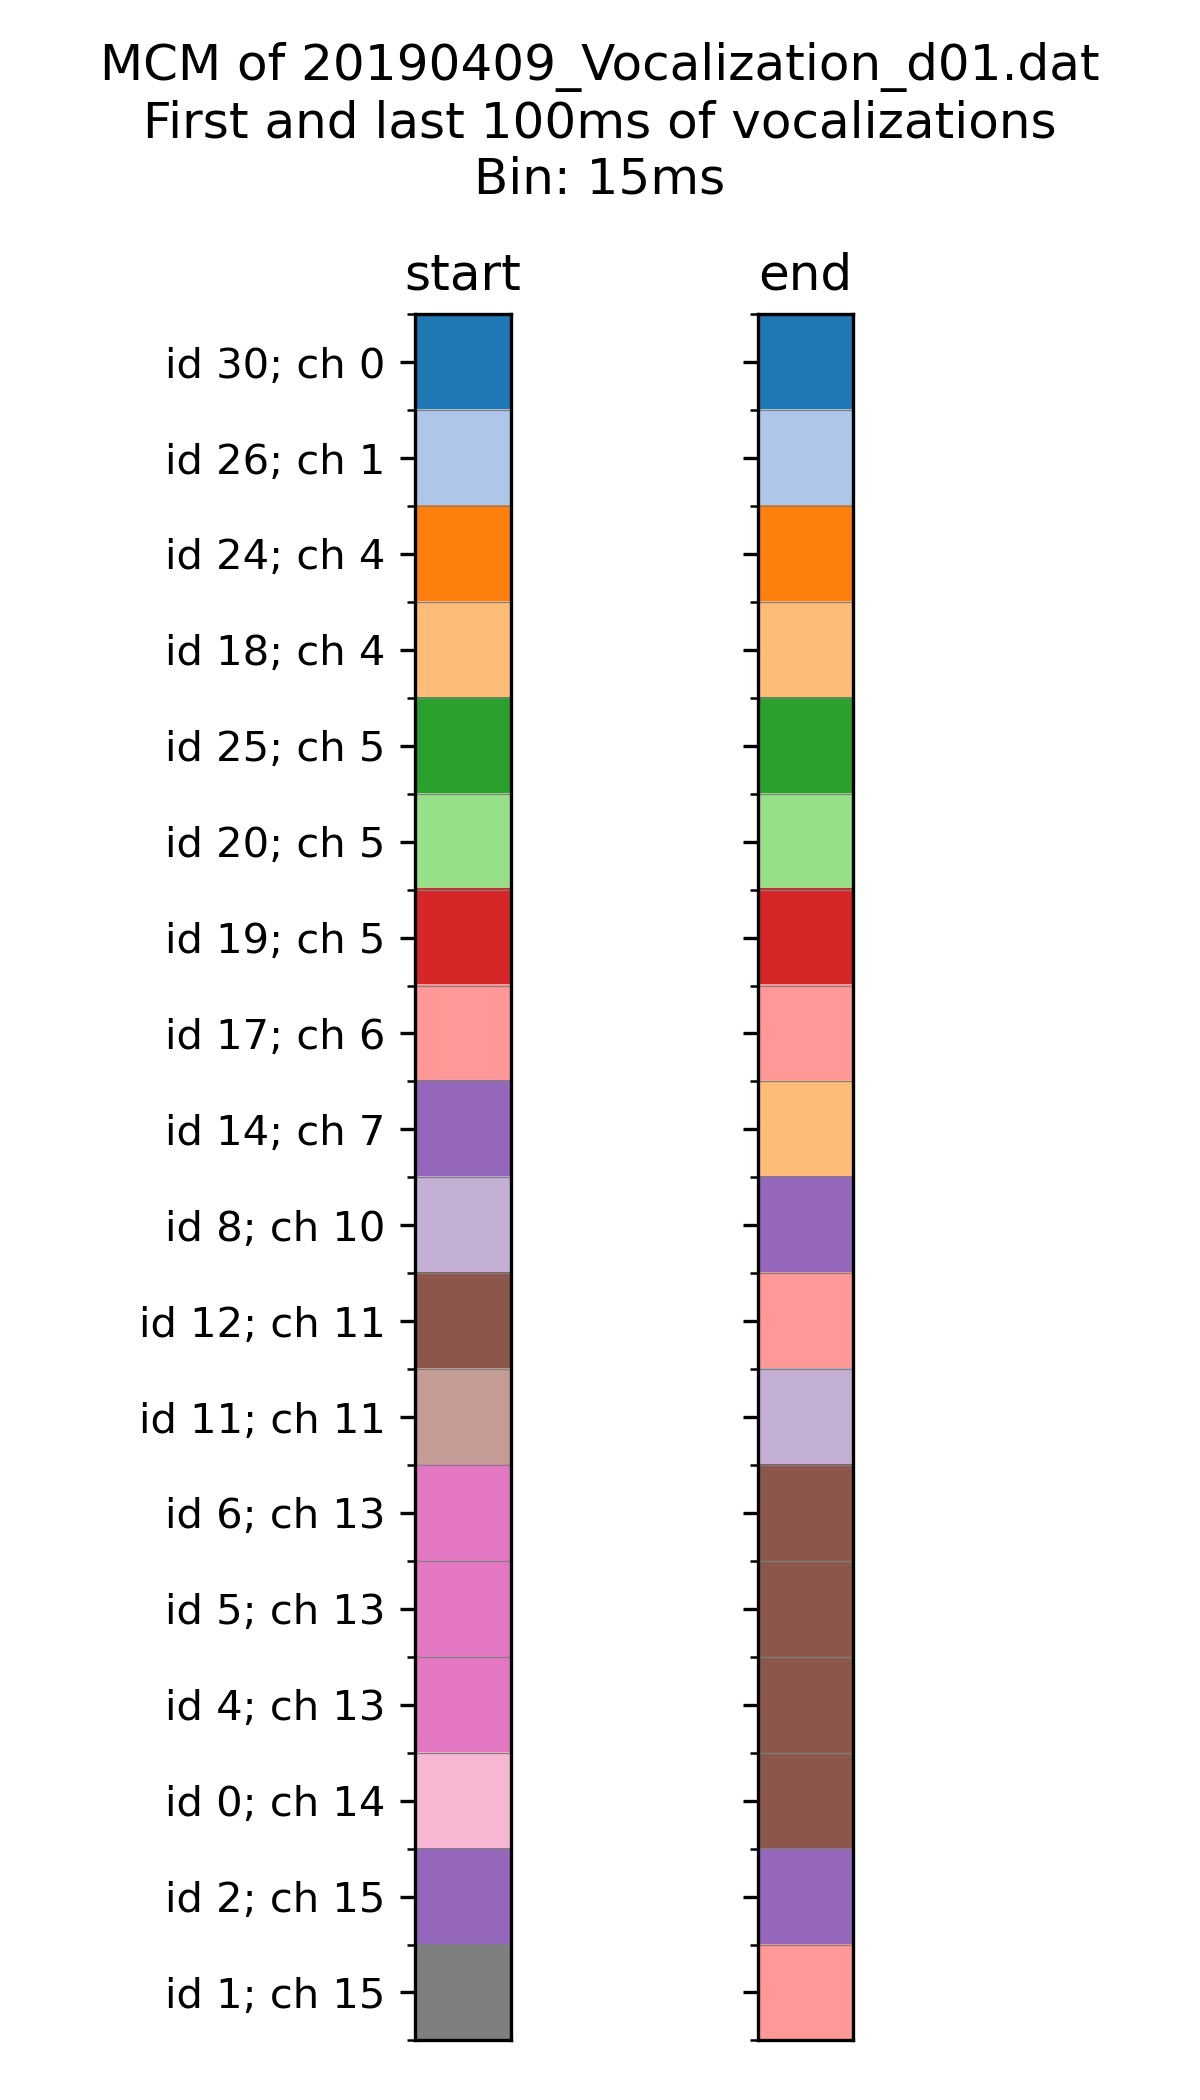 MCM of 20190409_Vocalization_d01.dat
First and last 100ms of vocalizations
Bin: 15ms
start end
id 30; ch 0
id 26; ch 1
id 24; ch 4
id 18; ch 4
id 25; ch 5
id 20; ch 5
id 19; ch 5
id 17; ch 6
id 14; ch 7
id 8; ch 10
id 12; ch 11
id 11; ch 11
id 6; ch 13
id 5; ch 13
id 4; ch 13
id 0; ch 14
id 2; ch 15
id 1; ch 15